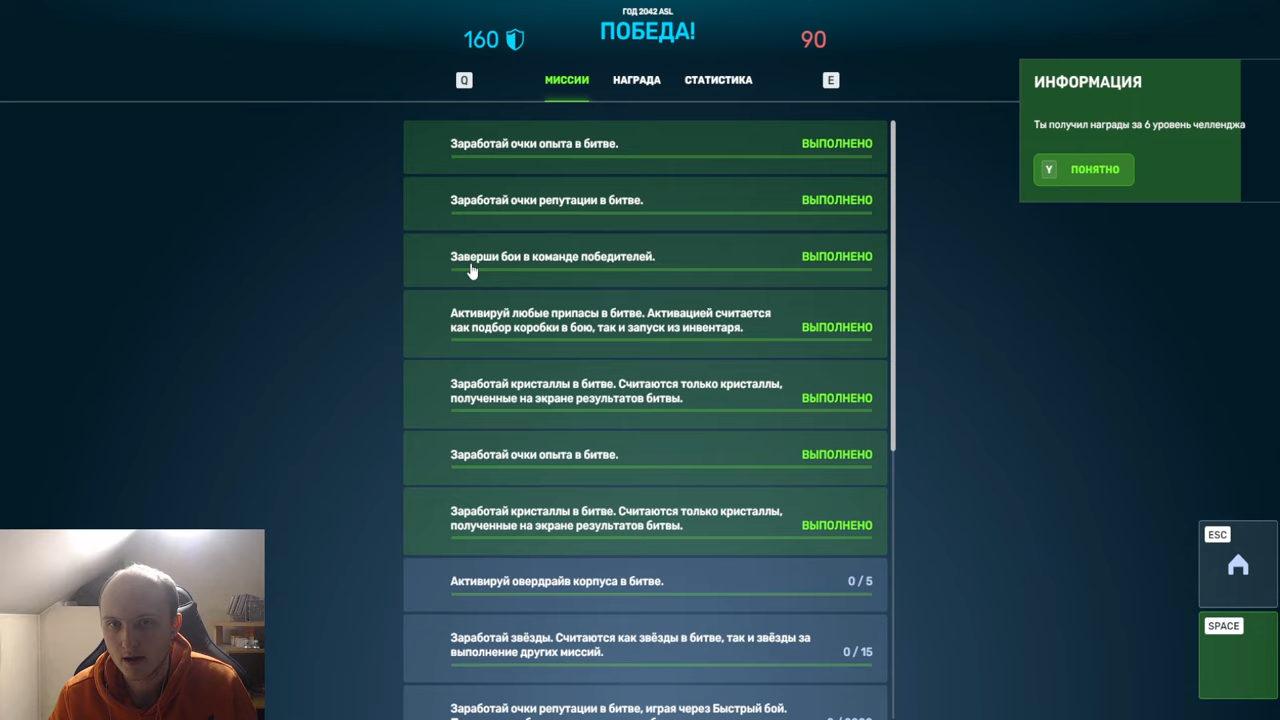 ГОД 2042 ASL
ПОБЕДА!
160
90
Q
МИССИИ
НАГРАДА
СТАТИСТИКА
E
ИНФОРМАЦИЯ
Ты получил награды за 6 уровень челленджа
Y
ПОНЯТНО
Заработай очки опыта в битве.
ВЫПОЛНЕНО
Заработай очки репутации в битве.
ВЫПОЛНЕНО
Заверши бои в команде победителей.
ВЫПОЛНЕНО
Активируй любые припасы в битве. Активацией считается
как подбор коробки в бою, так и запуск из инвентаря.
ВЫПОЛНЕНО
Заработай кристаллы в битве. Считаются только кристаллы,
полученные на экране результатов битвы.
ВЫПОЛНЕНО
Заработай очки опыта в битве.
ВЫПОЛНЕНО
Заработай кристаллы в битве. Считаются только кристаллы,
полученные на экране результатов битвы.
ВЫПОЛНЕНО
Активируй овердрайв корпуса в битве.
0 / 5
Заработай звёзды. Считаются как звёзды в битве, так и звёзды за
выполнение других миссий.
0 / 15
Заработай очки репутации в битве, играя через Быстрый бой.
ESC
SPACE